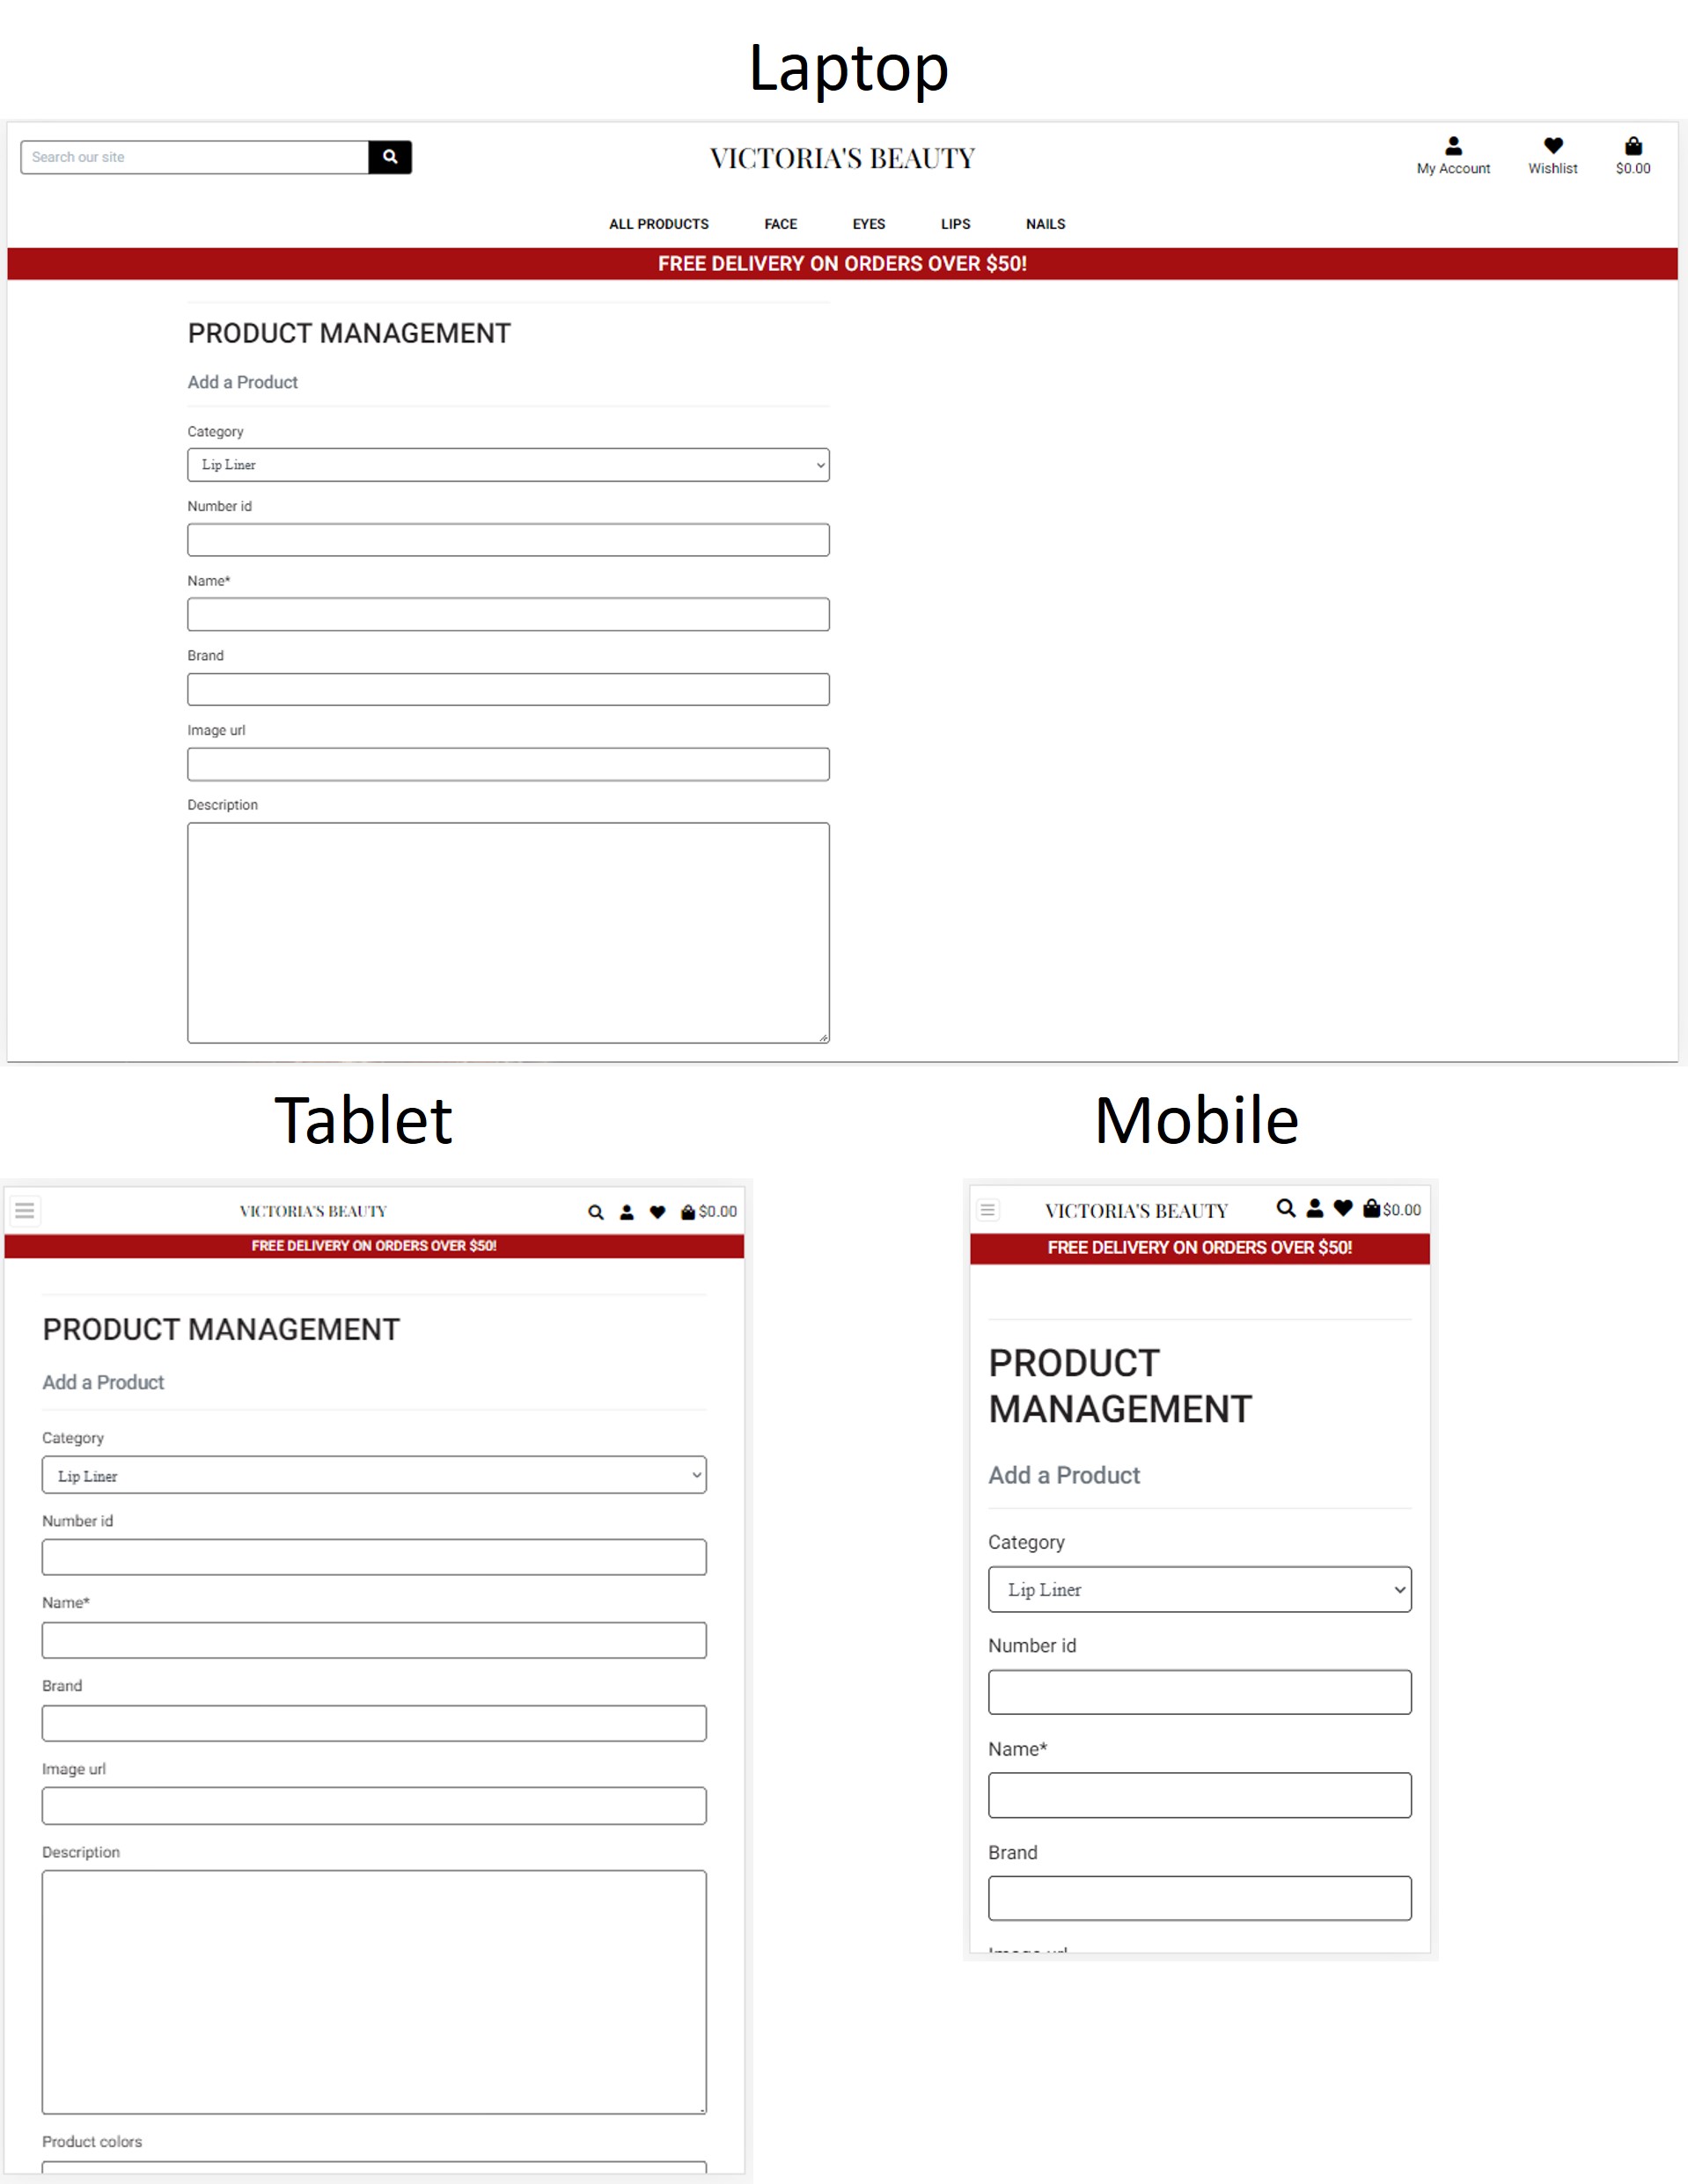 Laptop
Search our site
VICTORIA'S BEAUTY
My Account Wishlist $0.00
ALL PRODUCTS FACE EYES LIPS NAILS
FREE DELIVERY ON ORDERS OVER $50!
PRODUCT MANAGEMENT
Add a Product
Category
Lip Liner
Number id
Name*
Brand
Image url
Description
Tablet
VICTORIA'S BEAUTY $0.00
FREE DELIVERY ON ORDERS OVER $50!
PRODUCT MANAGEMENT
Add a Product
Category
Lip Liner
Number id
Name*
Brand
Image url
Description
Product colors
Mobile
VICTORIA'S BEAUTY $0.00
FREE DELIVERY ON ORDERS OVER $50!
PRODUCT
MANAGEMENT
Add a Product
Category
Lip Liner
Number id
Name*
Brand
Image url